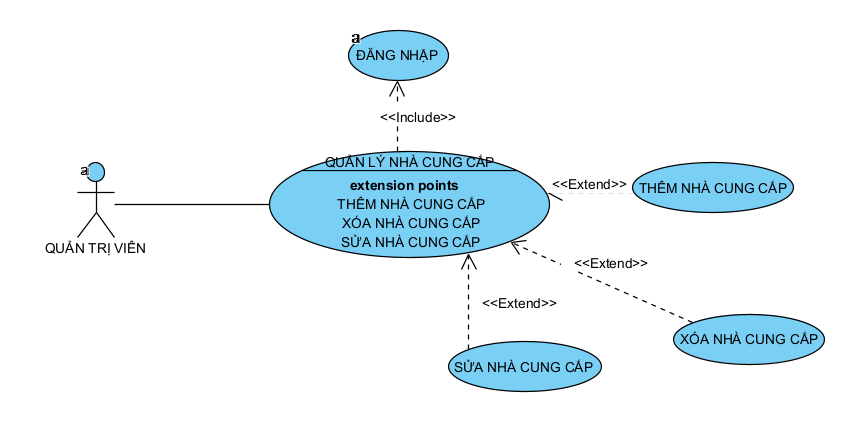 a
ĐĂNG NHẬP
<<Include>>
QUẢN LÝ NHÀ CUNG CẤP
extension points
THÊM NHÀ CUNG CẤP
XÓA NHÀ CUNG CẤP
SỬA NHÀ CUNG CẤP
a
QUẢN TRỊ VIÊN
<<Extend>>
THÊM NHÀ CUNG CẤP
<<Extend>>
XÓA NHÀ CUNG CẤP
<<Extend>>
SỬA NHÀ CUNG CẤP